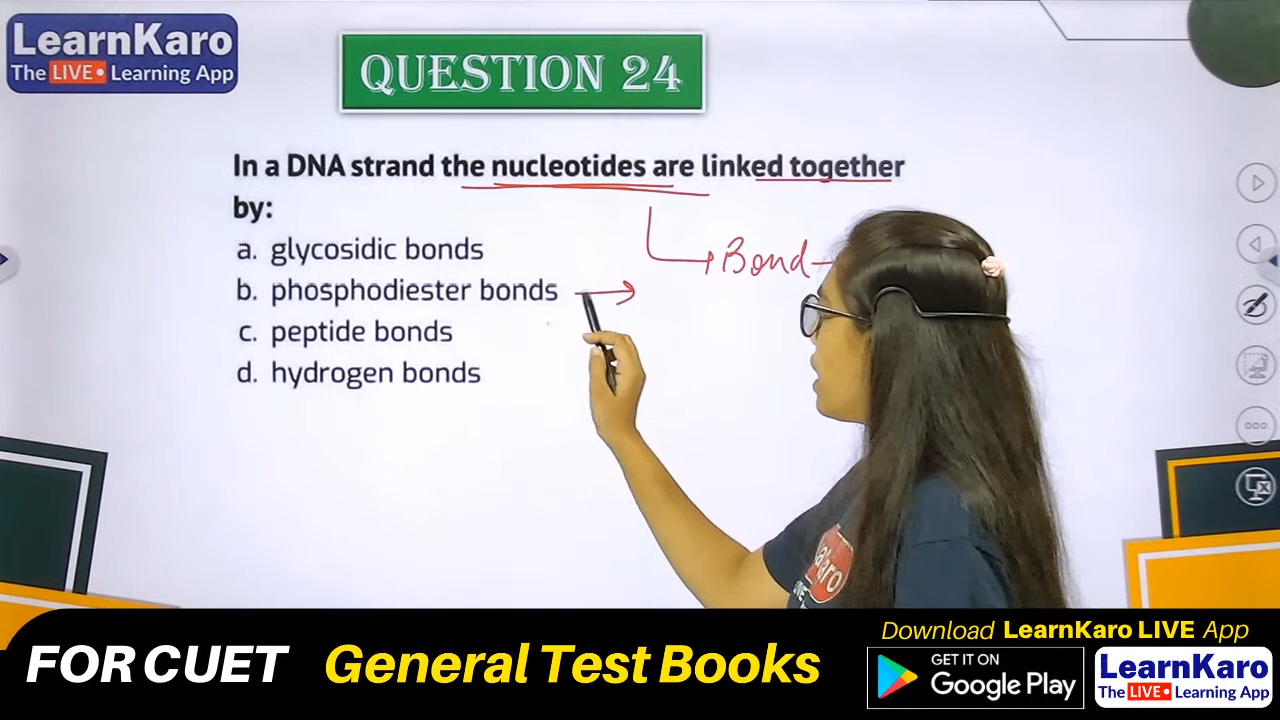 LearnKaro
The LIVE• Learning App
QUESTION 24
In a DNA strand the nucleotides are linked together
by:
a. glycosidic bonds
b. phosphodiester bonds
c. peptide bonds
d. hydrogen bonds
Bond
FOR CUET General Test Books
Download LearnKaro LIVE App
GET IT ON
Google Play
LearnKaro
The LIVE• Learning App